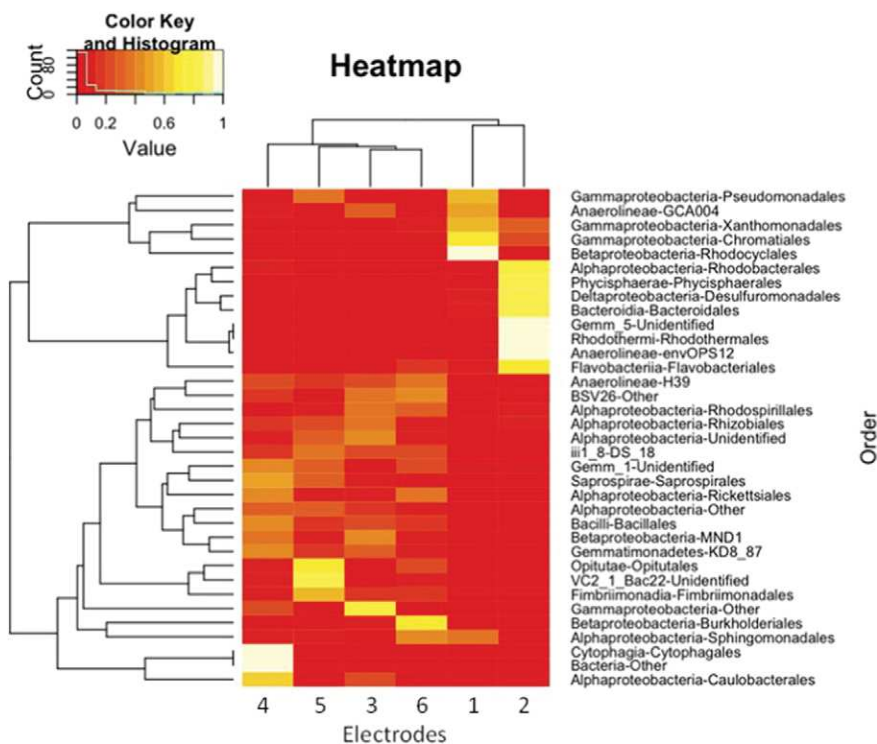 Color Key
and Histogram
Count
0 80
0 0.2 0.6 1
Value
Heatmap
Gammaproteobacteria-Pseudomonadales
Anaerolineae-GCA004
Gammaproteobacteria-Xanthomonadales
Gammaproteobacteria-Chromatiales
Betaproteobacteria-Rhodocyclales
Alphaproteobacteria-Rhodobacterales
Phycisphaerae-Phycisphaerales
Deltaproteobacteria-Desulfuromonadales
Bacteroidia-Bacteroidales
Gemm_5-Unidentified
Rhodothermi-Rhodothermales
Anaerolineae-envOPS12
Flavobacteriia-Flavobacteriales
Anaerolineae-H39
BSV26-Other
Alphaproteobacteria-Rhodospirillales
Alphaproteobacteria-Rhizobiales
Alphaproteobacteria-Unidentified
iii1_8-DS_18
Gemm_1-Unidentified
Saprospirae-Saprospirales
Alphaproteobacteria-Rickettsiales
Alphaproteobacteria-Other
Bacilli-Bacillales
Betaproteobacteria-MND1
Gemmatimonadetes-KD8_87
Opitutae-Opitutales
VC2_1_Bac22-Unidentified
Fimbriimonadia-Fimbriimonadales
Gammaproteobacteria-Other
Betaproteobacteria-Burkholderiales
Alphaproteobacteria-Sphingomonadales
Cytophagia-Cytophagales
Bacteria-Other
Alphaproteobacteria-Caulobacterales
Order
4 5 3 6 1 2
Electrodes